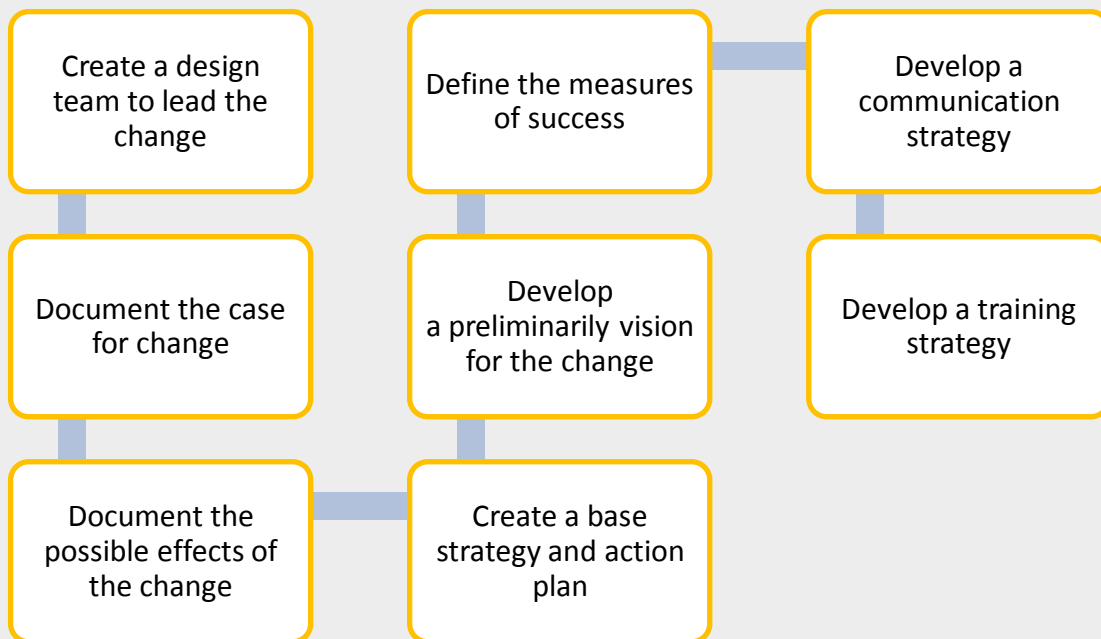 Create a design
team to lead the
change
Document the case
for change
Document the
possible effects of
the change
Create a base
strategy and action
plan
Develop
a preliminarily vision
for the change
Define the measures
of success
Develop a
communication
strategy
Develop a training
strategy